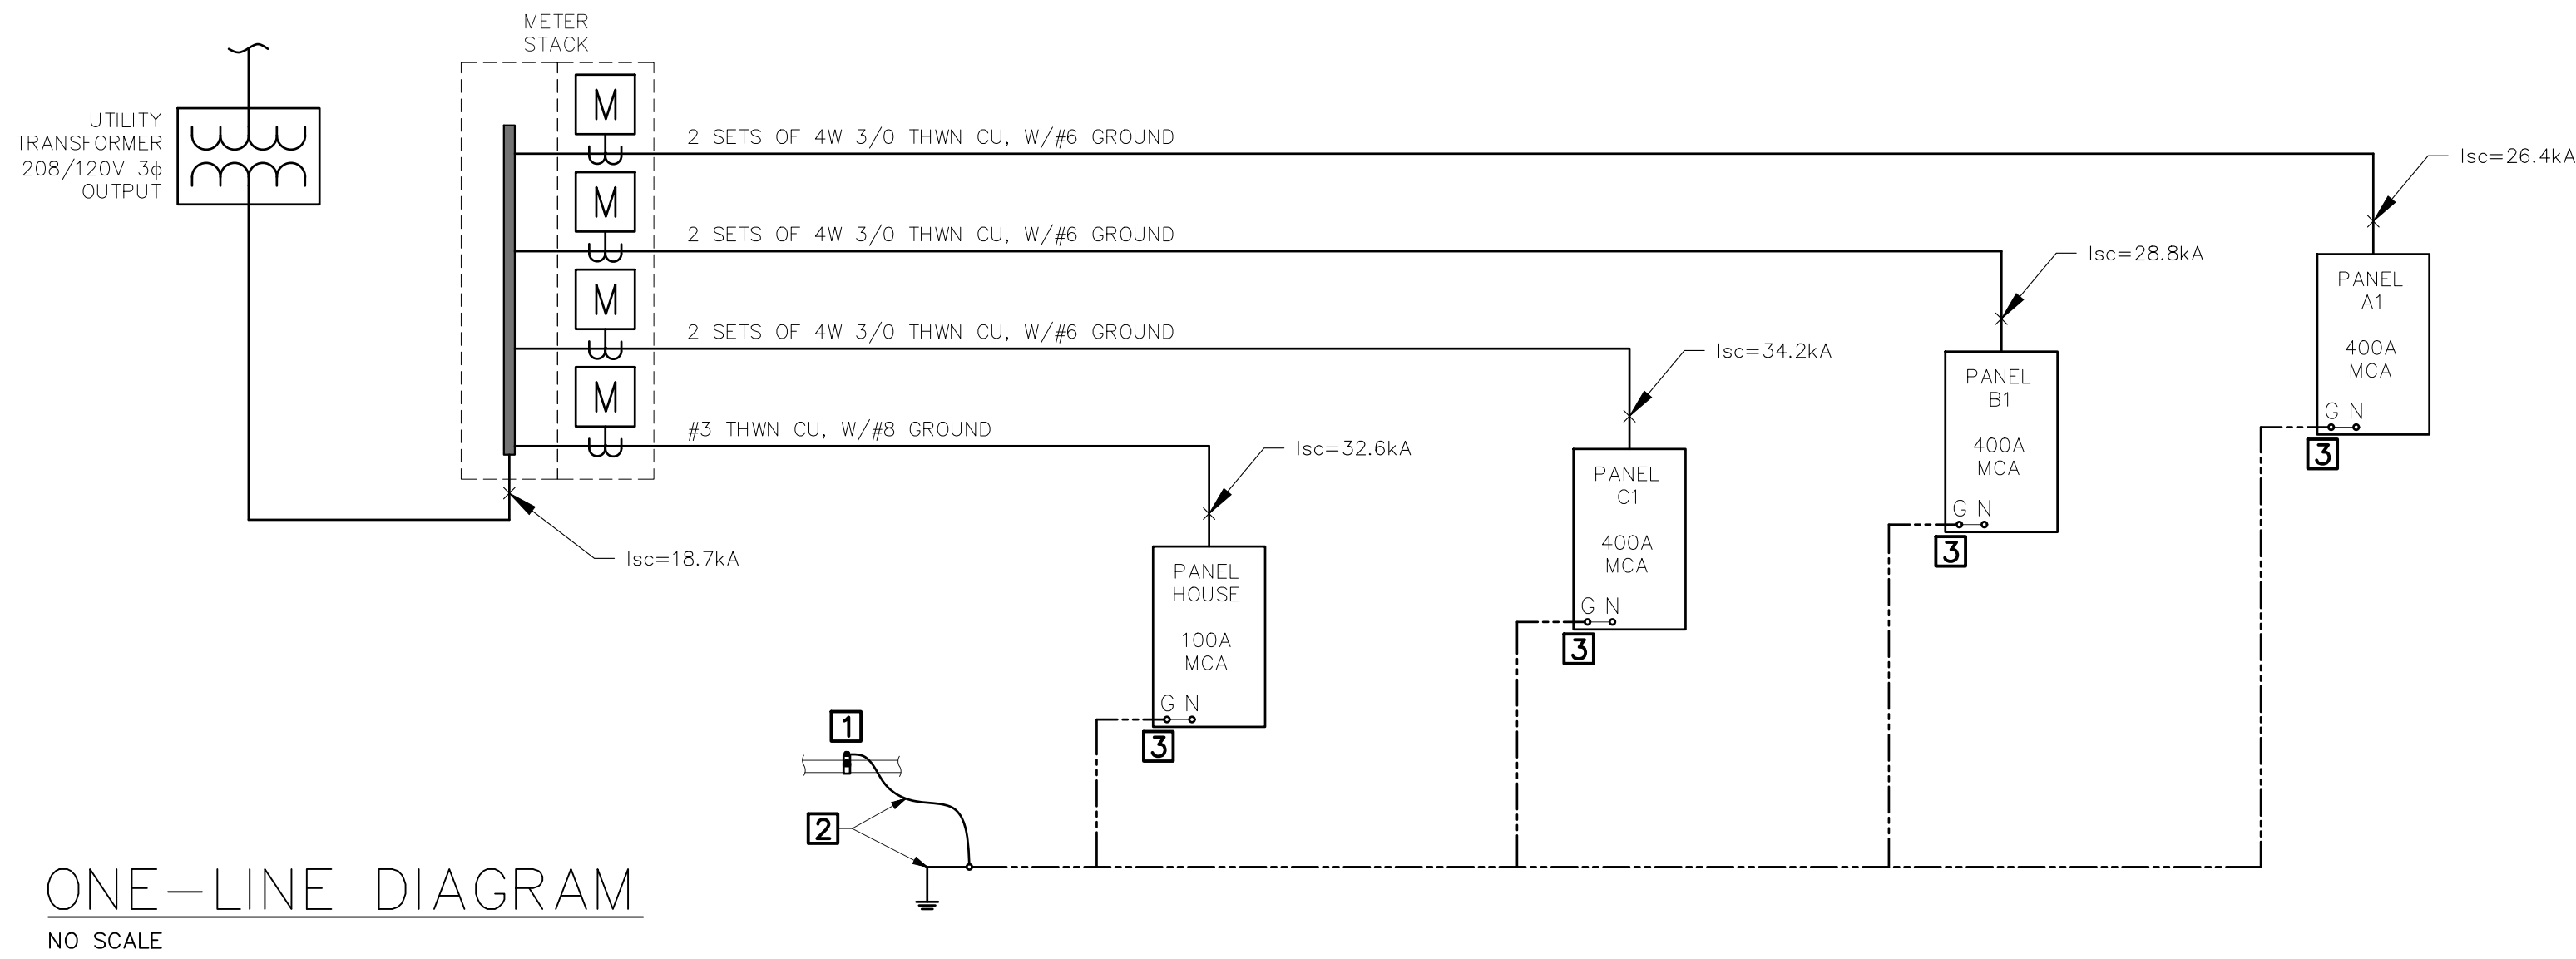 METER
STACK
UTILITY
TRANSFORMER
208/120V 3ϕ
OUTPUT
M
2 SETS OF 4W 3/0 THWN CU, W/#6 GROUND
Isc=26.4kA
M
2 SETS OF 4W 3/0 THWN CU, W/#6 GROUND
Isc=28.8kA
M
2 SETS OF 4W 3/0 THWN CU, W/#6 GROUND
Isc=34.2kA
M
#3 THWN CU, W/#8 GROUND
Isc=32.6kA
Isc=18.7kA
PANEL
A1
400A
MCA
G N
3
PANEL
B1
400A
MCA
G N
3
PANEL
C1
400A
MCA
G N
3
PANEL
HOUSE
100A
MCA
G N
3
1
2
ONE-LINE DIAGRAM
NO SCALE